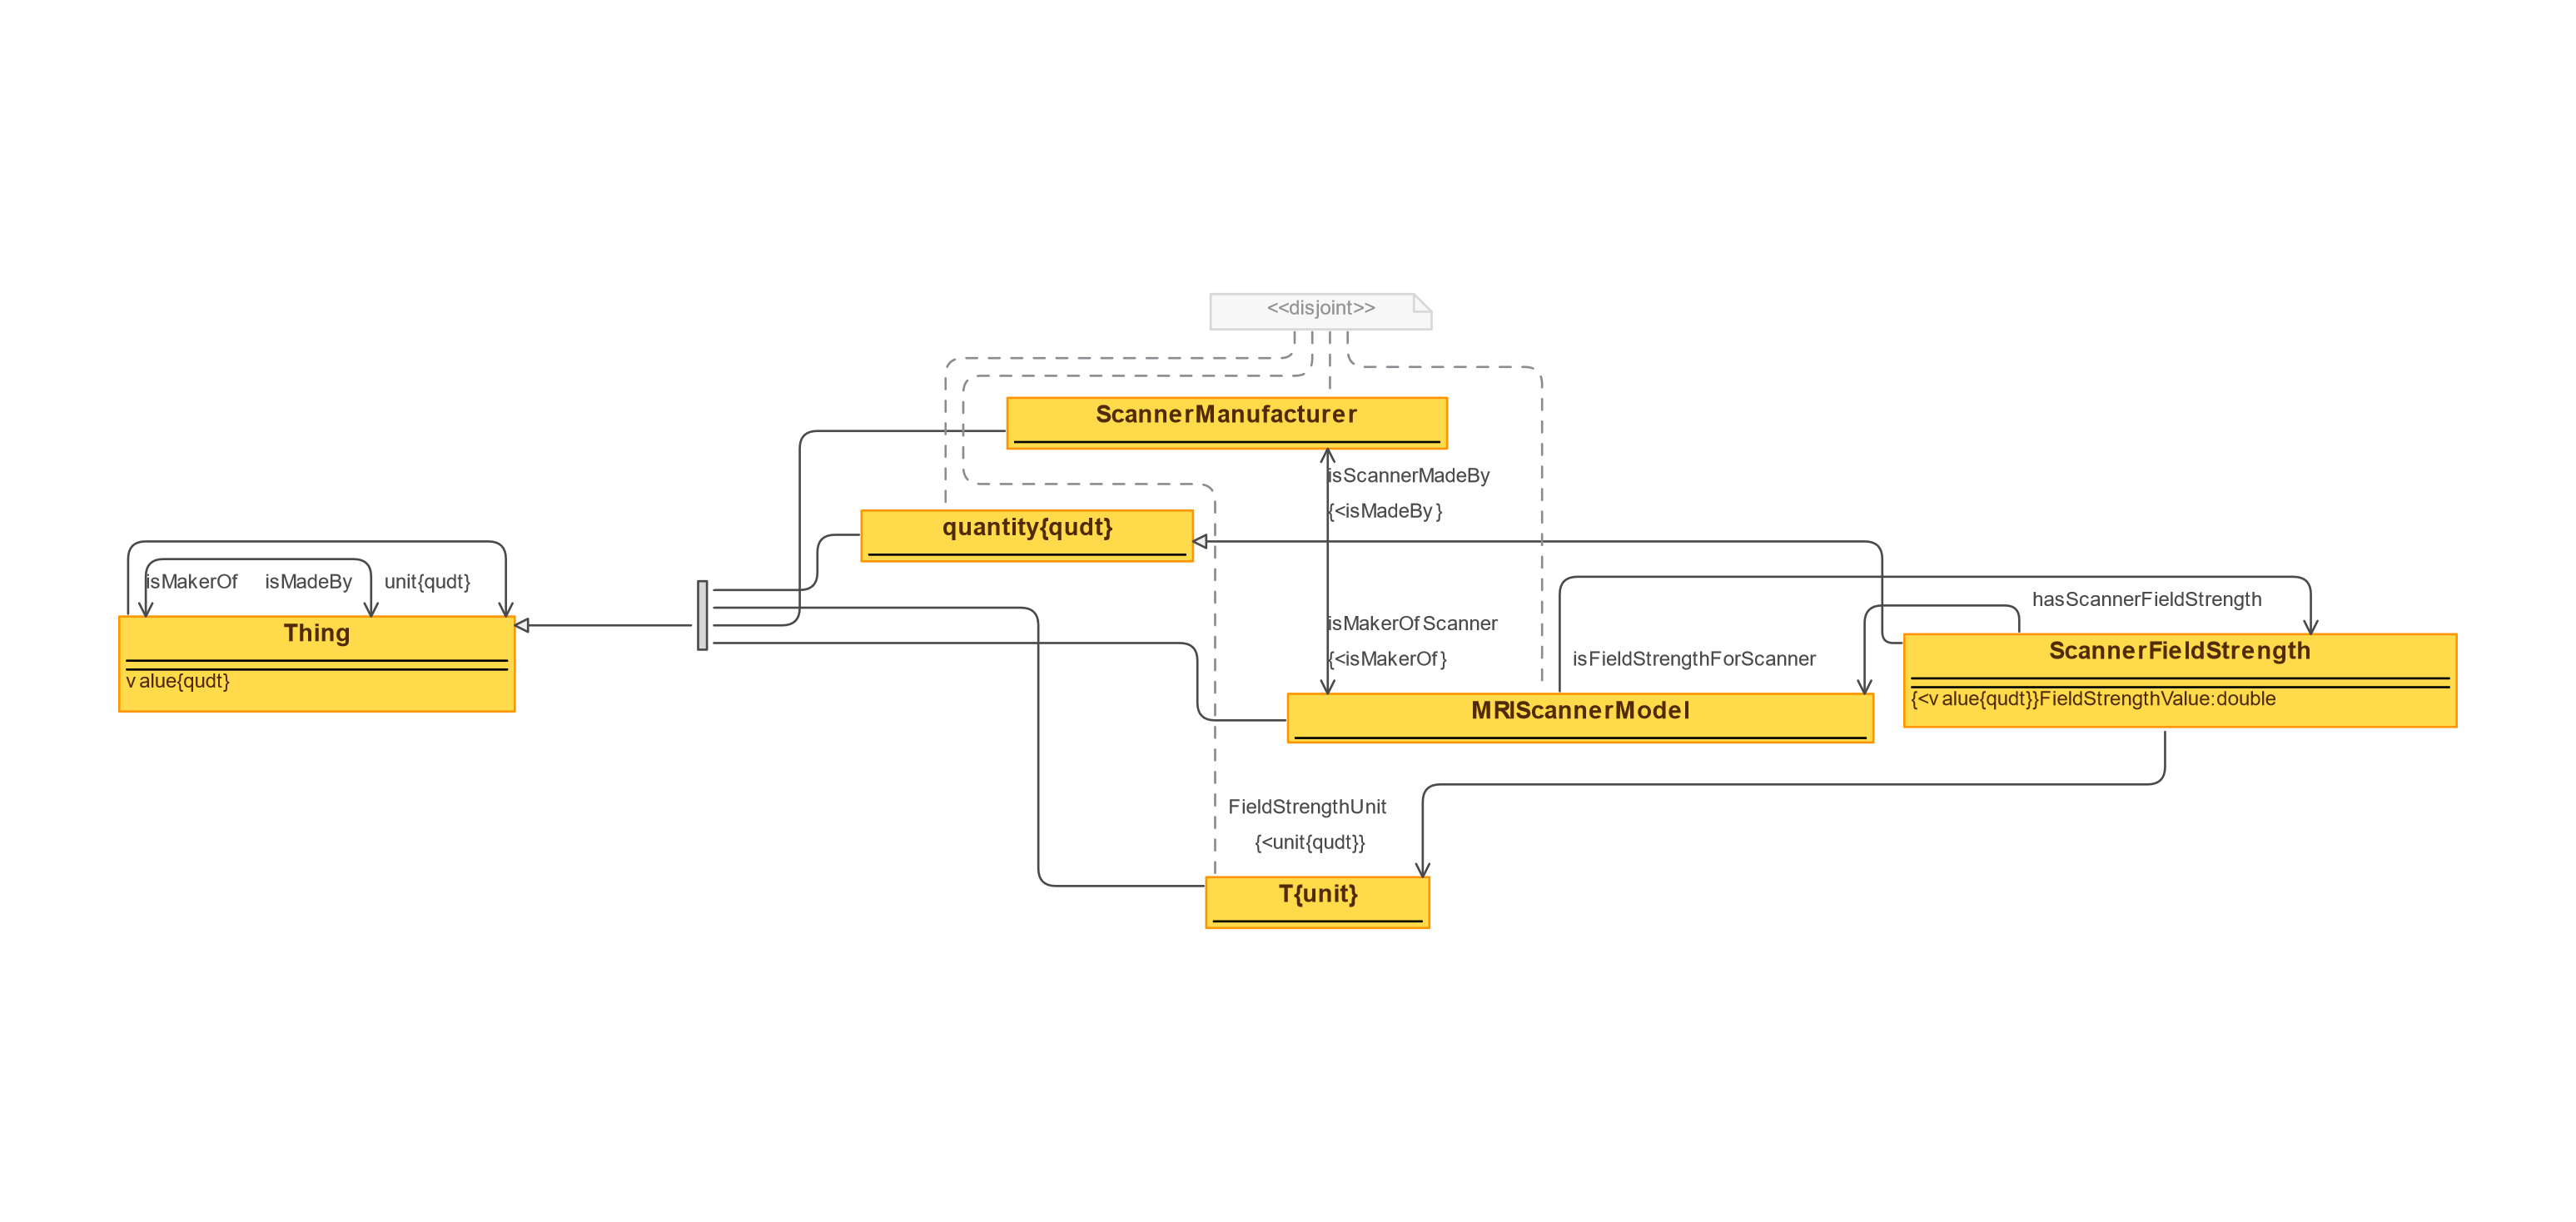 <<disjoint>>
ScannerManufacturer
isScannerMadeBy
{<isMadeBy}
quantity{qudt}
isMakerOf
isMadeBy
unit{qudt}
Thing
value{qudt}
isMakerOfScanner
{<isMakerOf}
isFieldStrengthForScanner
hasScannerFieldStrength
ScannerFieldStrength
{<value{qudt}}FieldStrengthValue:double
MRIScannerModel
FieldStrengthUnit
{<unit{qudt}}
T{unit}